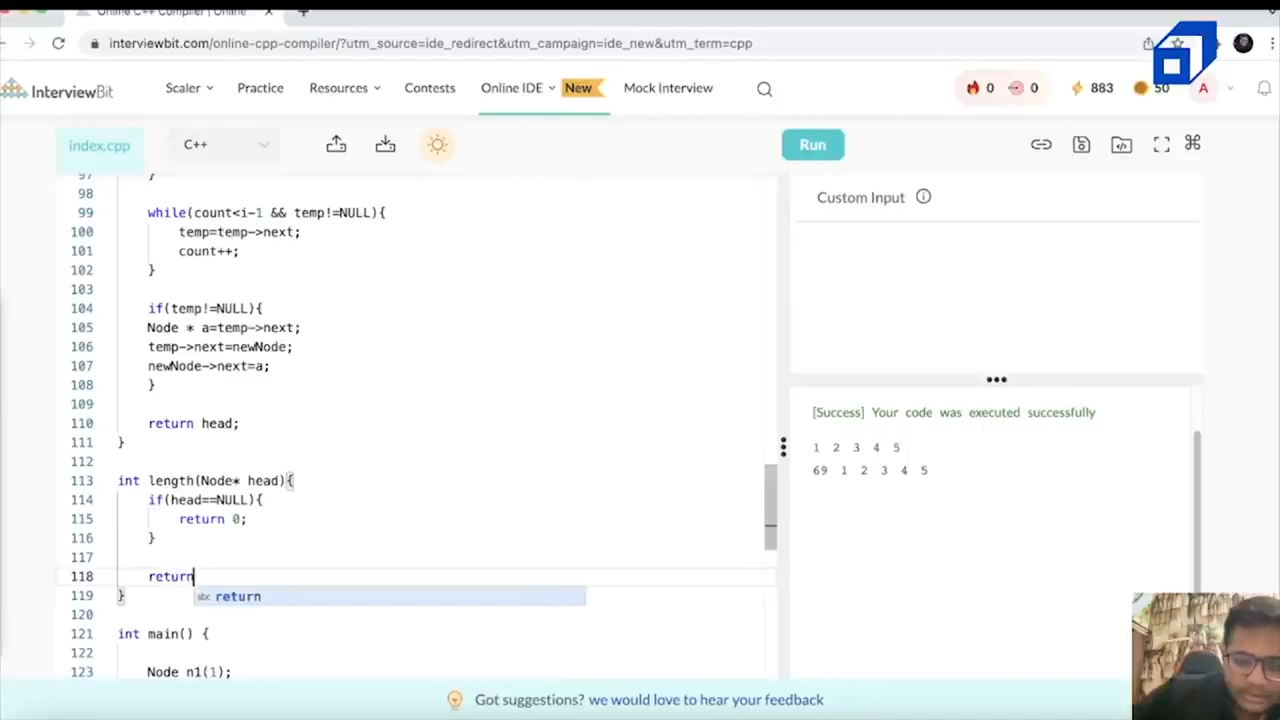 Online C++ Compiler | Online
interviewbit.com/online-cpp-compiler/?utm_source=ide_redirect&utm_campaign=ide_new&utm_term=cpp
InterviewBit Scaler Practice Resources Contests Online IDE New Mock Interview 0 0 883 50 A
index.cpp C++ Run
Custom Input
97 }
98
99 while(count<i-1 && temp!=NULL){
100 temp=temp->next;
101 count++;
102 }
103
104 if(temp!=NULL){
105 Node * a=temp->next;
106 temp->next=newNode;
107 newNode->next=a;
108 }
109
110 return head;
111 }
112
113 int length(Node* head){
114 if(head==NULL){
115 return 0;
116 }
117
118 return
119 }
abc return
120
121 int main() {
122
123 Node n1(1);
[Success] Your code was executed successfully
1 2 3 4 5
69 1 2 3 4 5
Got suggestions? we would love to hear your feedback